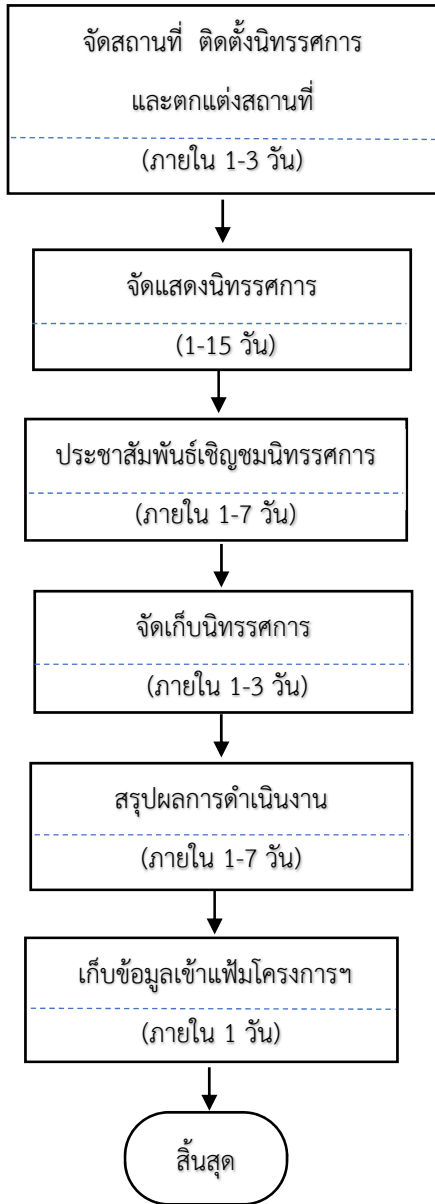 จัดสถานที่  ติดตั้งนิทรรศการ
และตกแต่งสถานที่
(ภายใน 1-3 วัน)
จัดแสดงนิทรรศการ
(1-15 วัน)
ประชาสัมพันธ์เชิญชมนิทรรศการ
(ภายใน 1-7 วัน)
จัดเก็บนิทรรศการ
(ภายใน 1-3 วัน)
สรุปผลการดำเนินงาน
(ภายใน 1-7 วัน)
เก็บข้อมูลเข้าแฟ้มโครงการฯ
(ภายใน 1 วัน)
สิ้นสุด